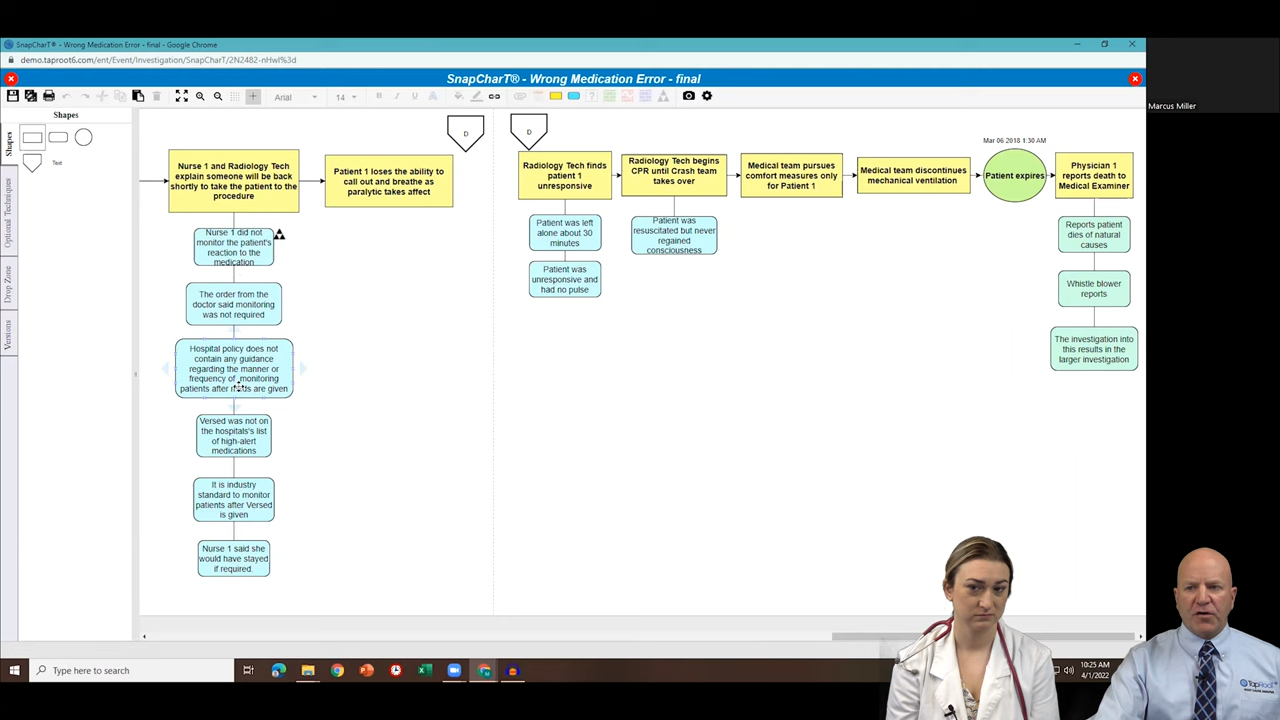 SnapCharT® - Wrong Medication Error - final - Google Chrome
demo.taproot6.com/ent/Event/Investigation/SnapCharT/2N2482-nHwI%3d
SnapCharT® - Wrong Medication Error - final
Arial
14
Marcus Miller
Shapes
Shapes
Optional Techniques
Drop Zone
Versions
Text
D
D
Nurse 1 and Radiology Tech
explain someone will be back
shortly to take the patient to the
procedure
Patient 1 loses the ability to
call out and breathe as
paralytic takes affect
Radiology Tech finds
patient 1
unresponsive
Radiology Tech begins
CPR until Crash team
takes over
Medical team pursues
comfort measures only
for Patient 1
Medical team discontinues
mechanical ventilation
Mar 06 2018 1:30 AM
Patient expires
Physician 1
reports death to
Medical Examiner
Nurse 1 did not
monitor the patient's
reaction to the
medication
The order from the
doctor said monitoring
was not required
Hospital policy does not
contain any guidance
regarding the manner or
frequency of monitoring
patients after meds are given
Versed was not on
the hospitals's list
of high-alert
medications
It is industry
standard to monitor
patients after Versed
is given
Nurse 1 said she
would have stayed
if required.
Patient was left
alone about 30
minutes
Patient was
unresponsive and
had no pulse
Patient was
resuscitated but never
regained
consciousness
Reports patient
dies of natural
causes
Whistle blower
reports
The investigation into
this results in the
larger investigation
Type here to search
10:25 AM
4/1/2022
TapRooT